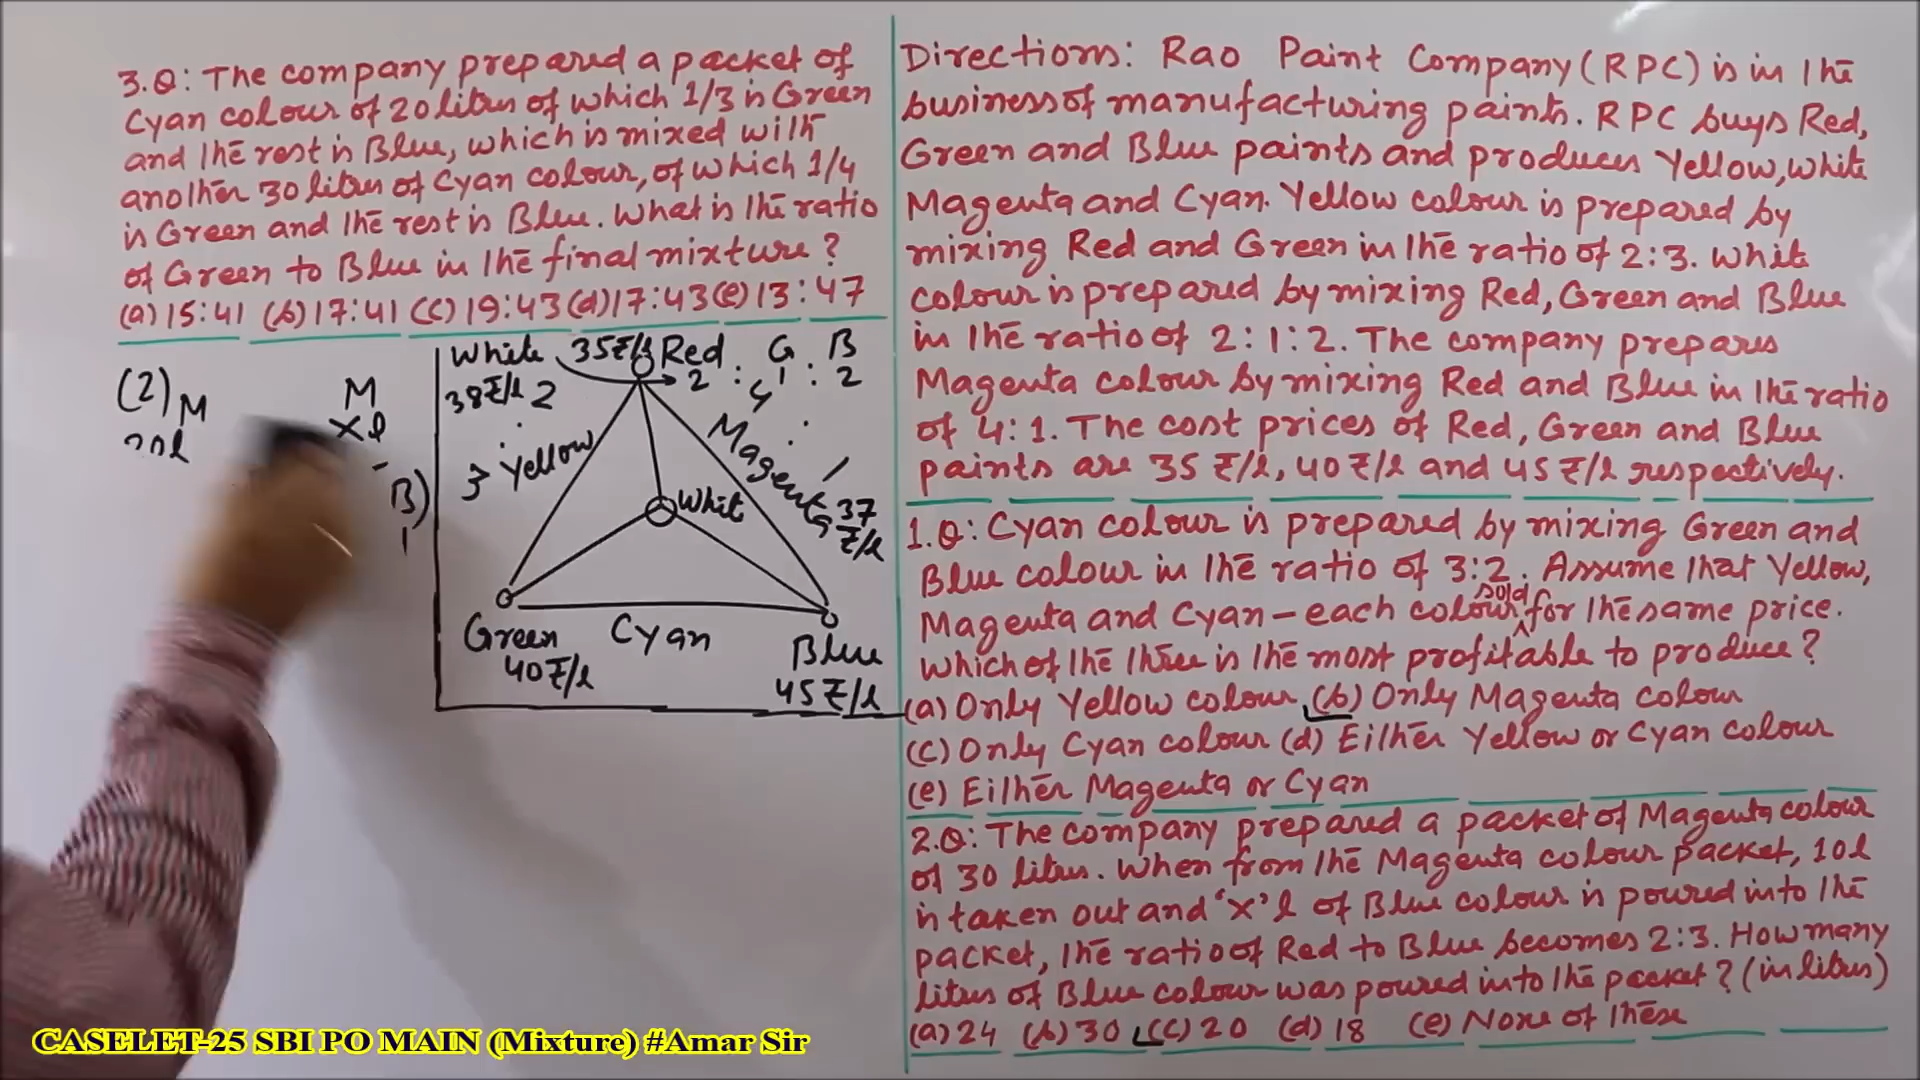 3.Q: The company prepared a packet of
Cyan colour of 20 litres of which 1/3 is Green
and the rest is Blue, which is mixed with
another 30 litres of Cyan colour, of which 1/4
is Green and the rest is Blue. What is the ratio
of Green to Blue in the final mixture?
(a) 15:41 (b) 17:41 (c) 19:43 (d) 17:43 (e) 13:47
(2) M
M
xl
B)
1
White 35₹/l Red : G : B
38₹/l 2 2 : 1 : 2
:
3 Yellow
4 : 1
Magenta 37
₹/l
Whit
Green Cyan Blue
40₹/l 45₹/l
Directions: Rao Paint Company (RPC) is in the
business of manufacturing paints. RPC buys Red,
Green and Blue paints and produces Yellow, White
Magenta and Cyan. Yellow colour is prepared by
mixing Red and Green in the ratio of 2:3. White
colour is prepared by mixing Red, Green and Blue
in the ratio of 2:1:2. The company prepares
Magenta colour by mixing Red and Blue in the ratio
of 4:1. The cost prices of Red, Green and Blue
paints are 35 ₹/l, 40 ₹/l and 45 ₹/l respectively.
1.Q: Cyan colour is prepared by mixing Green and
Blue colour in the ratio of 3:2. Assume that Yellow,
Magenta and Cyan – each colour sold for the same price.
Which of the three is the most profitable to produce?
(a) Only Yellow colour (b) Only Magenta colour
(c) Only Cyan colour (d) Either Yellow or Cyan colour
(e) Either Magenta or Cyan
2.Q: The company prepared a packet of Magenta colour
of 30 litres. When from the Magenta colour packet, 10l
is taken out and 'x' l of Blue colour is poured into the
packet, the ratio of Red to Blue becomes 2:3. How many
litres of Blue colour was poured into the packet? (in litres)
(a) 24 (b) 30 (c) 20 (d) 18 (e) None of these
CASELET-25 SBI PO MAIN (Mixture) #Amar Sir